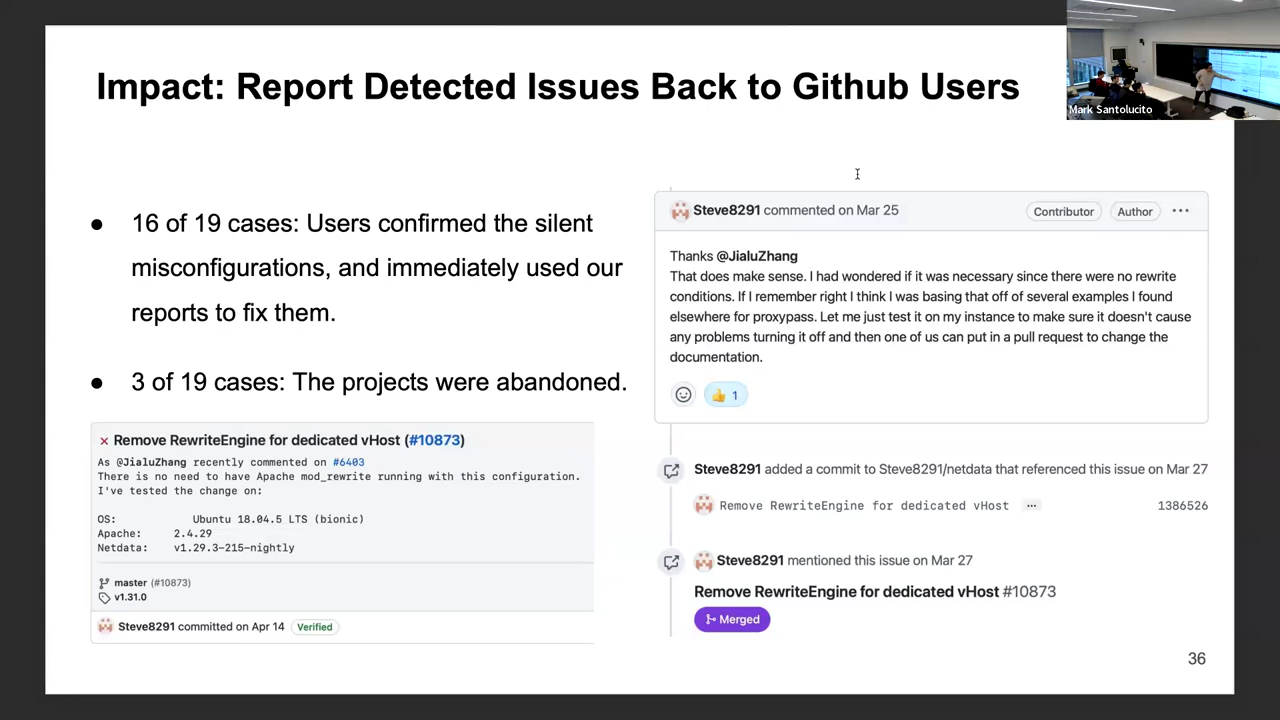 Impact: Report Detected Issues Back to Github Users
Mark Santolucito
● 16 of 19 cases: Users confirmed the silent
misconfigurations, and immediately used our
reports to fix them.
● 3 of 19 cases: The projects were abandoned.
Remove RewriteEngine for dedicated vHost (#10873)
As @JialuZhang recently commented on #6403
There is no need to have Apache mod_rewrite running with this configuration.
I've tested the change on:
OS: Ubuntu 18.04.5 LTS (bionic)
Apache: 2.4.29
Netdata: v1.29.3-215-nightly
master (#10873)
v1.31.0
Steve8291 committed on Apr 14 Verified
Steve8291 commented on Mar 25 Contributor Author ...
Thanks @JialuZhang
That does make sense. I had wondered if it was necessary since there were no rewrite
conditions. If I remember right I think I was basing that off of several examples I found
elsewhere for proxypass. Let me just test it on my instance to make sure it doesn't cause
any problems turning it off and then one of us can put in a pull request to change the
documentation.
👍 1
Steve8291 added a commit to Steve8291/netdata that referenced this issue on Mar 27
Remove RewriteEngine for dedicated vHost ... 1386526
Steve8291 mentioned this issue on Mar 27
Remove RewriteEngine for dedicated vHost #10873
Merged
36